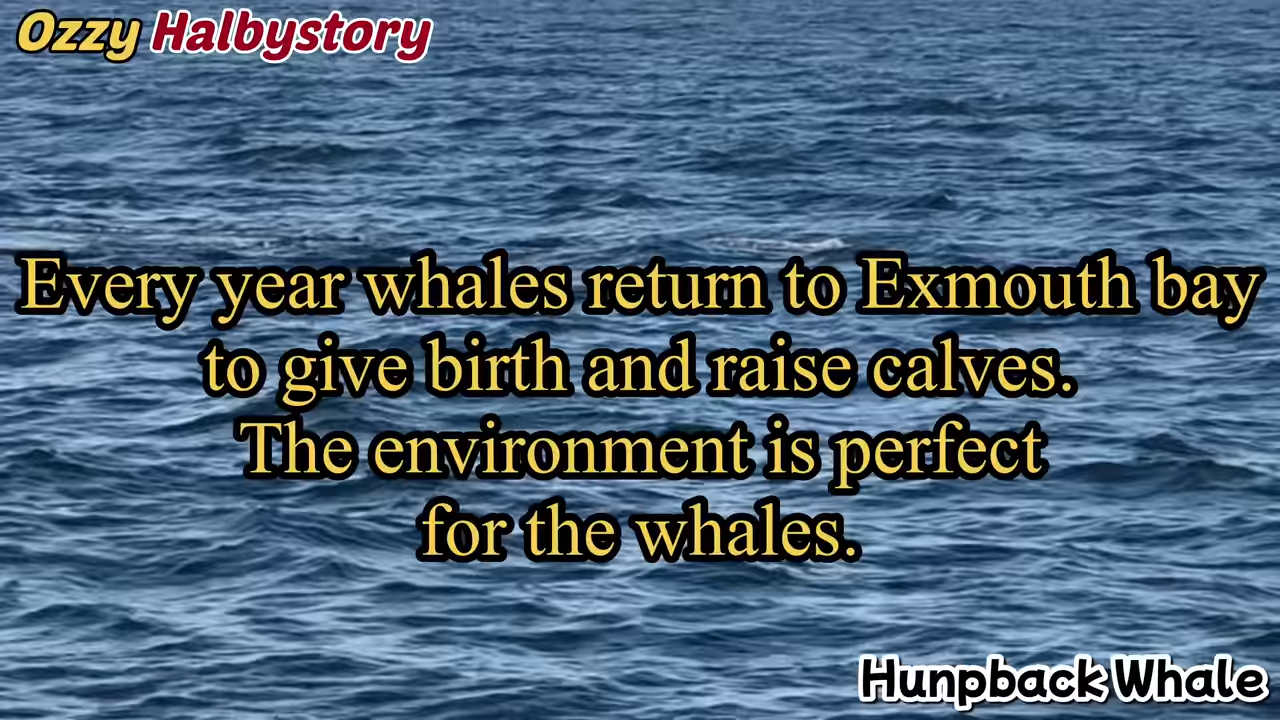 Ozzy Halbystory
Every year whales return to Exmouth bay
to give birth and raise calves.
The environment is perfect
for the whales.
Hunpback Whale